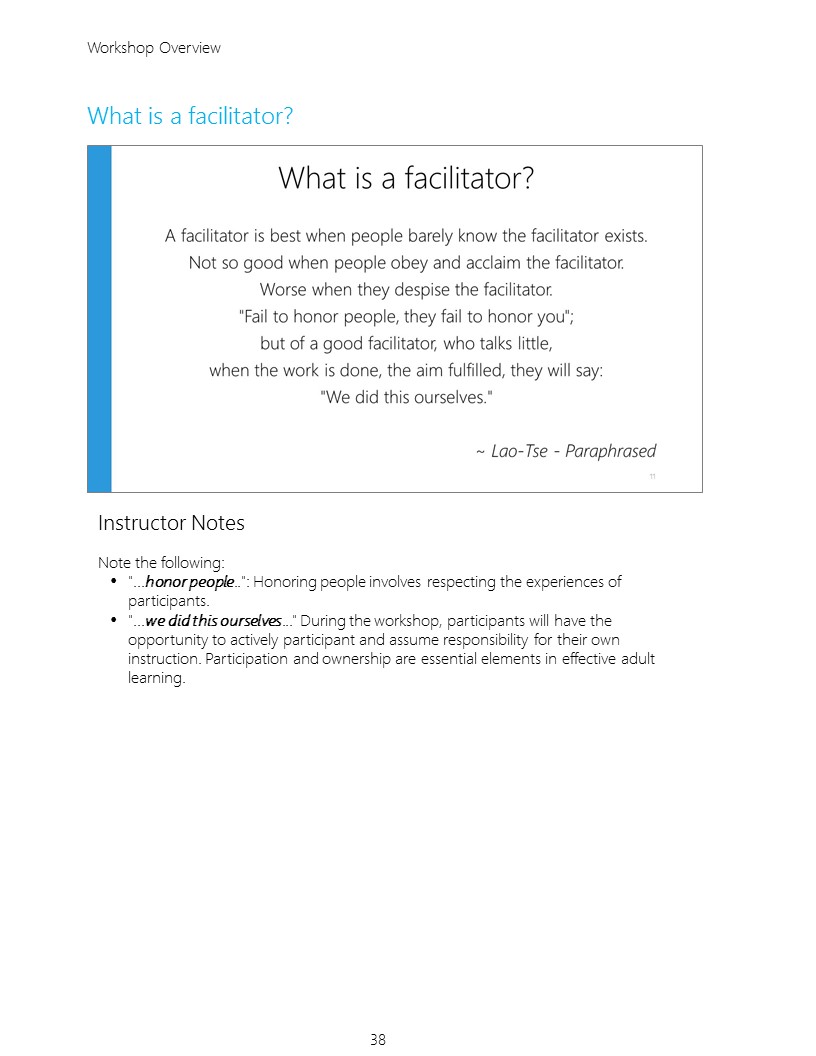 Workshop Overview
What is a facilitator?
What is a facilitator?
A facilitator is best when people barely know the facilitator exists.
Not so good when people obey and acclaim the facilitator.
Worse when they despise the facilitator.
"Fail to honor people, they fail to honor you";
but of a good facilitator, who talks little,
when the work is done, the aim fulfilled, they will say:
"We did this ourselves."
~ Lao-Tse - Paraphrased
11
Instructor Notes
Note the following:
• "...honor people..": Honoring people involves respecting the experiences of
participants.
• "...we did this ourselves..." During the workshop, participants will have the
opportunity to actively participant and assume responsibility for their own
instruction. Participation and ownership are essential elements in effective adult
learning.
38